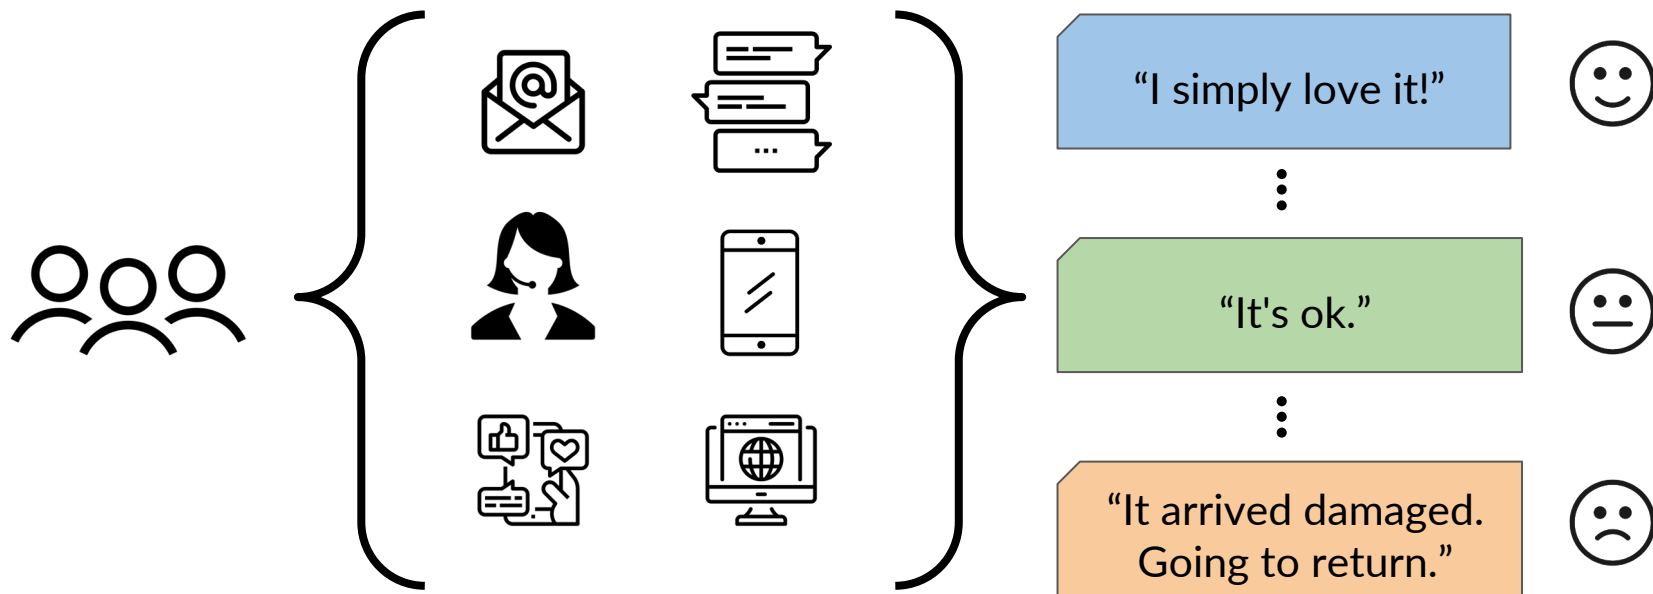 “I simply love it!”
“It's ok.”
“It arrived damaged.
Going to return.”